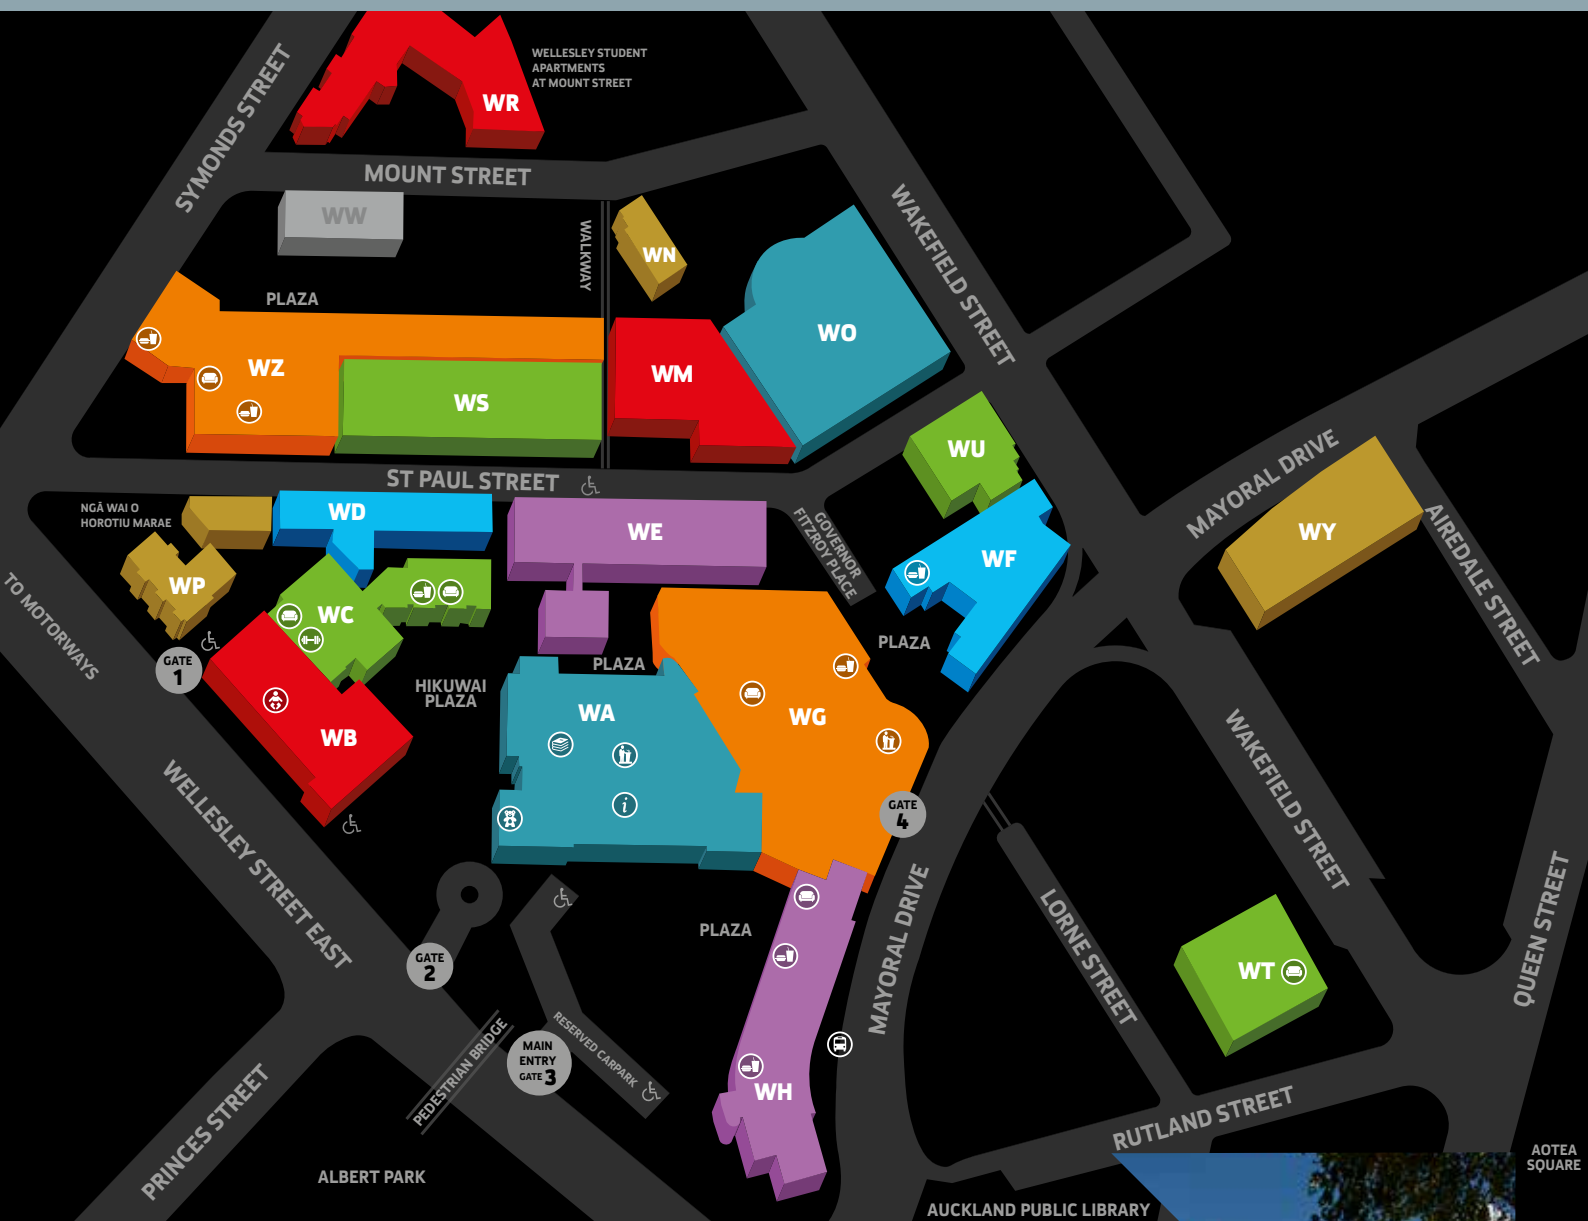 SYMONDS STREET
WELLESLEY STUDENT
APARTMENTS
AT MOUNT STREET
WR
MOUNT STREET
WW
WALKWAY
WN
WAKEFIELD STREET
PLAZA
WO
WZ
WM
WS
WU
MAYORAL DRIVE
ST PAUL STREET
NGĀ WAI O
HOROTIU MARAE
WD
WE
GOVERNOR
FITZROY PLACE
WF
WY
AIREDALE STREET
TO MOTORWAYS
WP
WC
GATE
1
HIKUWAI
PLAZA
PLAZA
PLAZA
WB
WA
WG
WAKEFIELD STREET
WELLESLEY STREET EAST
i
GATE
4
MAYORAL DRIVE
LORNE STREET
QUEEN STREET
PLAZA
WT
GATE
2
PEDESTRIAN BRIDGE
MAIN
ENTRY
GATE 3
RESERVED CARPARK
WH
PRINCES STREET
RUTLAND STREET
ALBERT PARK
AOTEA
SQUARE
AUCKLAND PUBLIC LIBRARY